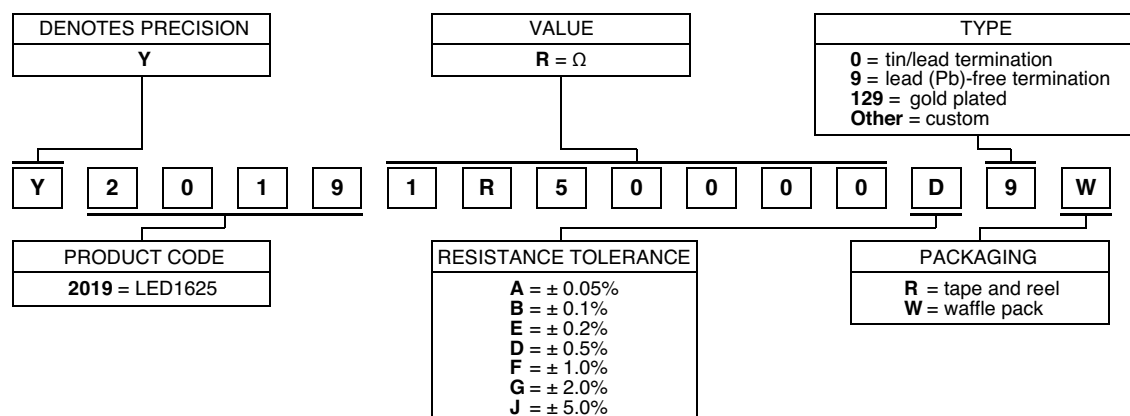 DENOTES PRECISION
Y
VALUE
R = Ω
TYPE
0 = tin/lead termination
9 = lead (Pb)-free termination
129 = gold plated
Other = custom
Y 2 0 1 9 1 R 5 0 0 0 0 D 9 W
PRODUCT CODE
2019 = LED1625
RESISTANCE TOLERANCE
A = ± 0.05%
B = ± 0.1%
E = ± 0.2%
D = ± 0.5%
F = ± 1.0%
G = ± 2.0%
J = ± 5.0%
PACKAGING
R = tape and reel
W = waffle pack